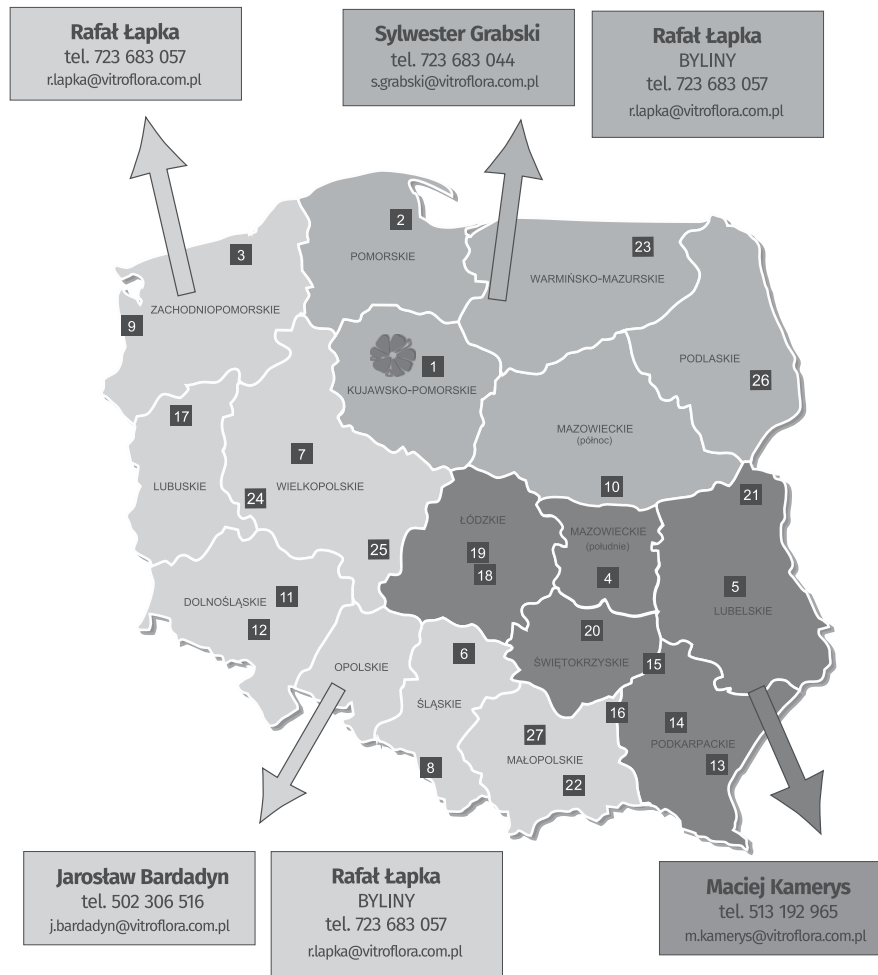 Rafał Łapka
tel. 723 683 057
r.lapka@vitroflora.com.pl
Sylwester Grabski
tel. 723 683 044
s.grabski@vitroflora.com.pl
Rafał Łapka
BYLINY
tel. 723 683 057
r.lapka@vitroflora.com.pl
2
3
23
POMORSKIE
WARMIŃSKO-MAZURSKIE
ZACHODNIOPOMORSKIE
9
1
PODLASKIE
26
KUJAWSKO-POMORSKIE
17
7
MAZOWIECKIE
(północ)
LUBUSKIE
24
WIELKOPOLSKIE
10
21
ŁÓDZKIE
MAZOWIECKIE
(południe)
25
19
18
4
5
LUBELSKIE
DOLNOŚLĄSKIE
11
12
20
6
ŚWIĘTOKRZYSKIE
15
OPOLSKIE
ŚLĄSKIE
16
14
27
PODKARPACKIE
MAŁOPOLSKIE
8
13
22
Jarosław Bardadyn
tel. 502 306 516
j.bardadyn@vitroflora.com.pl
Rafał Łapka
BYLINY
tel. 723 683 057
r.lapka@vitroflora.com.pl
Maciej Kamerys
tel. 513 192 965
m.kamerys@vitroflora.com.pl